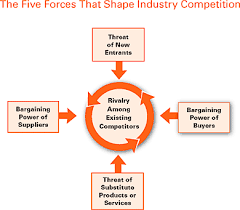 The Five Forces That Shape Industry Competition
Threat
of New
Entrants
Bargaining
Power of
Suppliers
Rivalry
Among
Existing
Competitors
Bargaining
Power of
Buyers
Threat of
Substitute
Products or
Services